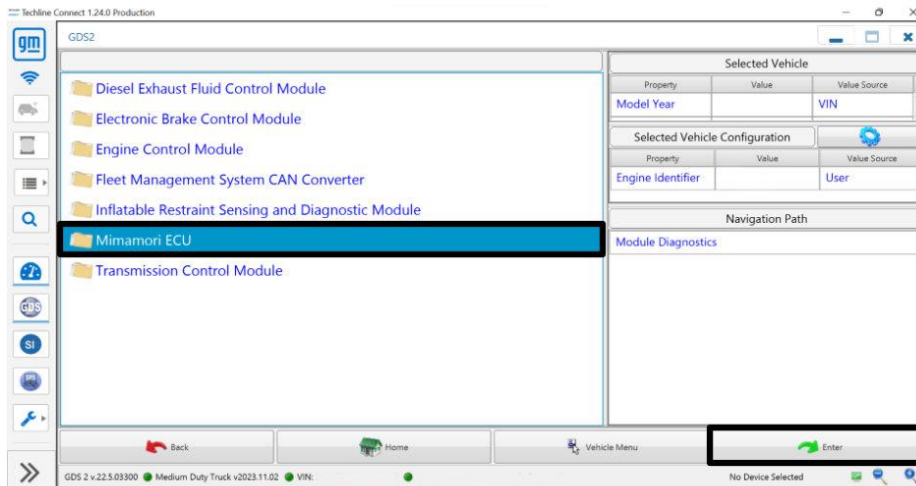 Techline Connect 1.24.0 Production
gm
GDS2
Diesel Exhaust Fluid Control Module
Electronic Brake Control Module
Engine Control Module
Fleet Management System CAN Converter
Inflatable Restraint Sensing and Diagnostic Module
Mimamori ECU
Transmission Control Module
Selected Vehicle
Property Value Value Source
Model Year VIN
Selected Vehicle Configuration
Property Value Value Source
Engine Identifier User
Navigation Path
Module Diagnostics
GDS
SI
SPS
Back Home Vehicle Menu Enter
GDS 2 v.22.5.03300 Medium Duty Truck v2023.11.02 VIN: No Device Selected